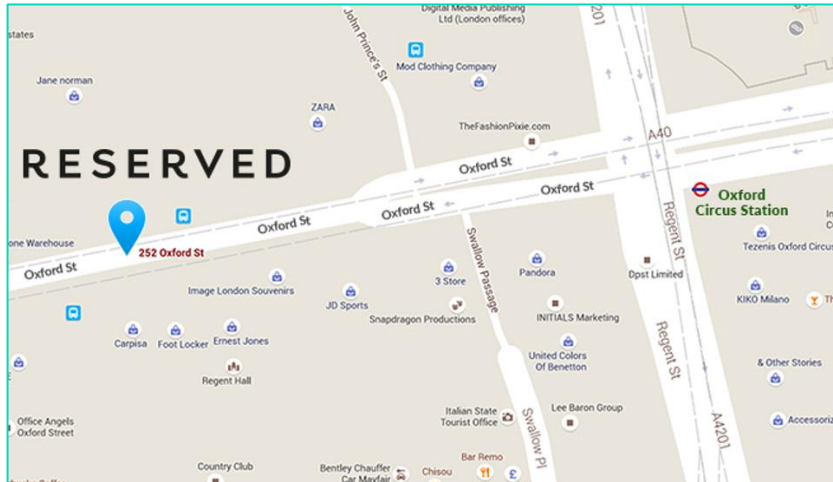 Digital Media Publishing
Ltd (London offices)
states
John Prince's St
A4201
Jane norman
Mod Clothing Company
ZARA
TheFashionPixie.com
A40
RESERVED
Oxford St
Oxford St
Oxford St
Oxford St
Oxford
Circus Station
Regent St
one Warehouse
252 Oxford St
Oxford St
Swallow Passage
Tezenis Oxford Circus
Image London Souvenirs
JD Sports
3 Store
Pandora
Dpst Limited
KIKO Milano
Th
Snapdragon Productions
INITIALS Marketing
Carpisa
Foot Locker
Ernest Jones
Regent St
United Colors
Of Benetton
& Other Stories
Regent Hall
Office Angels
Oxford Street
Italian State
Tourist Office
Lee Baron Group
Swallow Pl
A4201
Accessoriz
Country Club
Bentley Chauffer
Car Mayfair
Bar Remo
Chisou
£